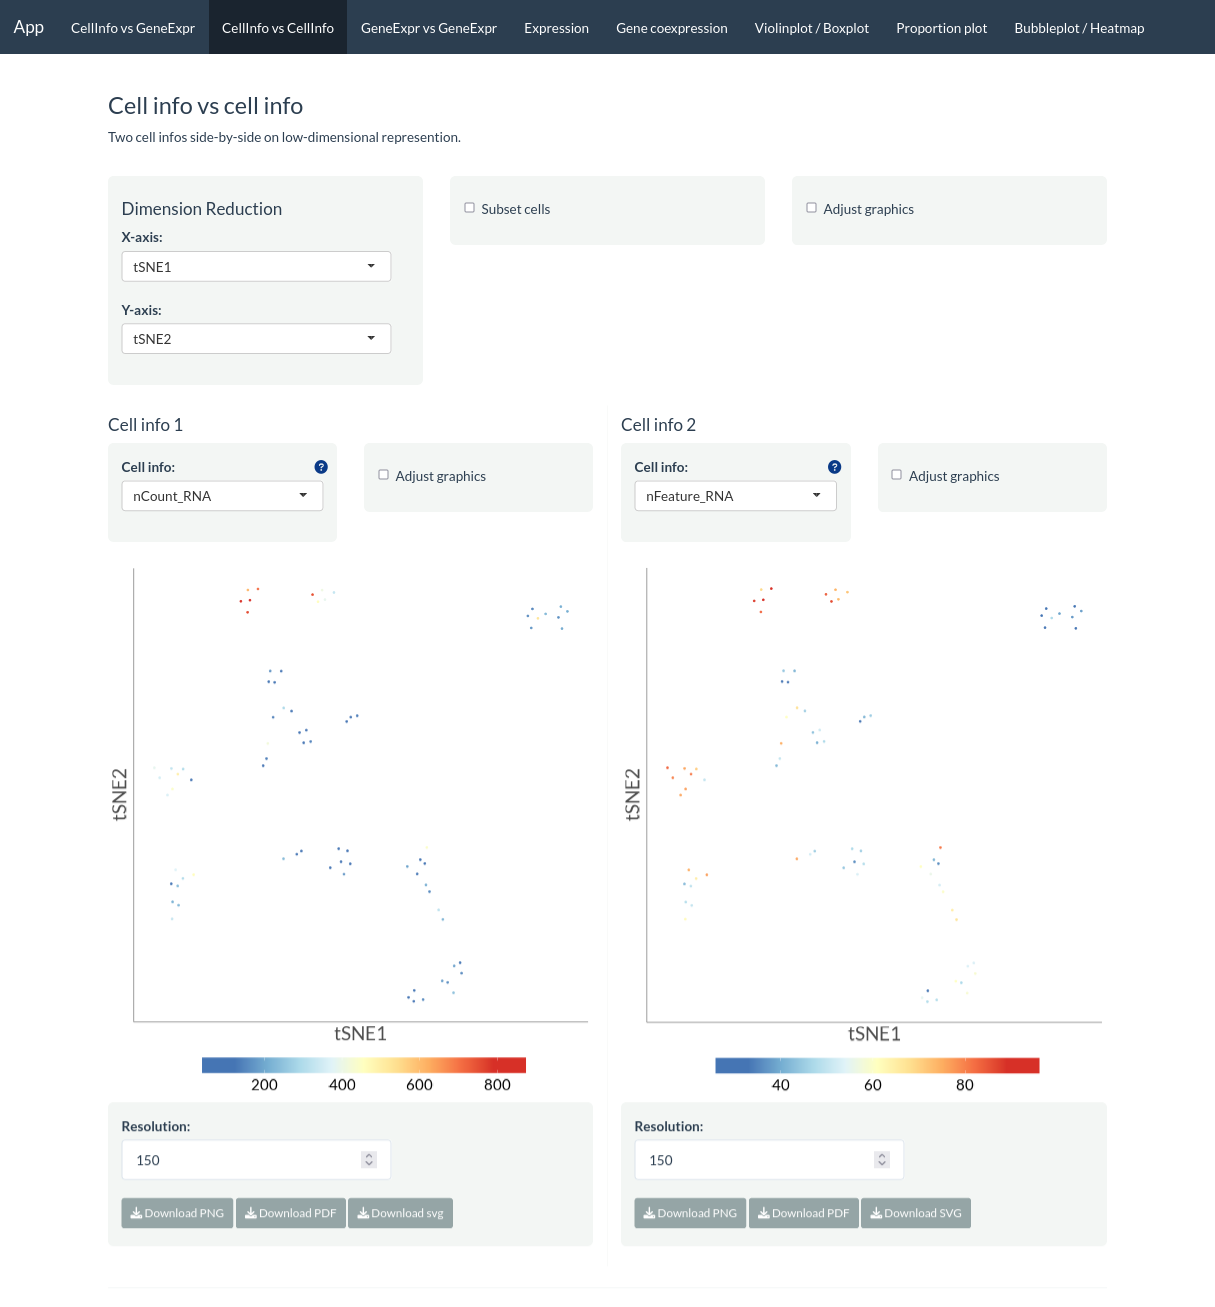 App CellInfo vs GeneExpr CellInfo vs CellInfo GeneExpr vs GeneExpr Expression Gene coexpression Violinplot / Boxplot Proportion plot Bubbleplot / Heatmap
Cell info vs cell info
Two cell infos side-by-side on low-dimensional represention.
Dimension Reduction
X-axis:
tSNE1
Y-axis:
tSNE2
Subset cells
Adjust graphics
Cell info 1
Cell info:
?
nCount_RNA
Adjust graphics
tSNE2
tSNE1
200 400 600 800
Resolution:
150
Download PNG Download PDF Download svg
Cell info 2
Cell info:
?
nFeature_RNA
Adjust graphics
tSNE2
tSNE1
40 60 80
Resolution:
150
Download PNG Download PDF Download SVG